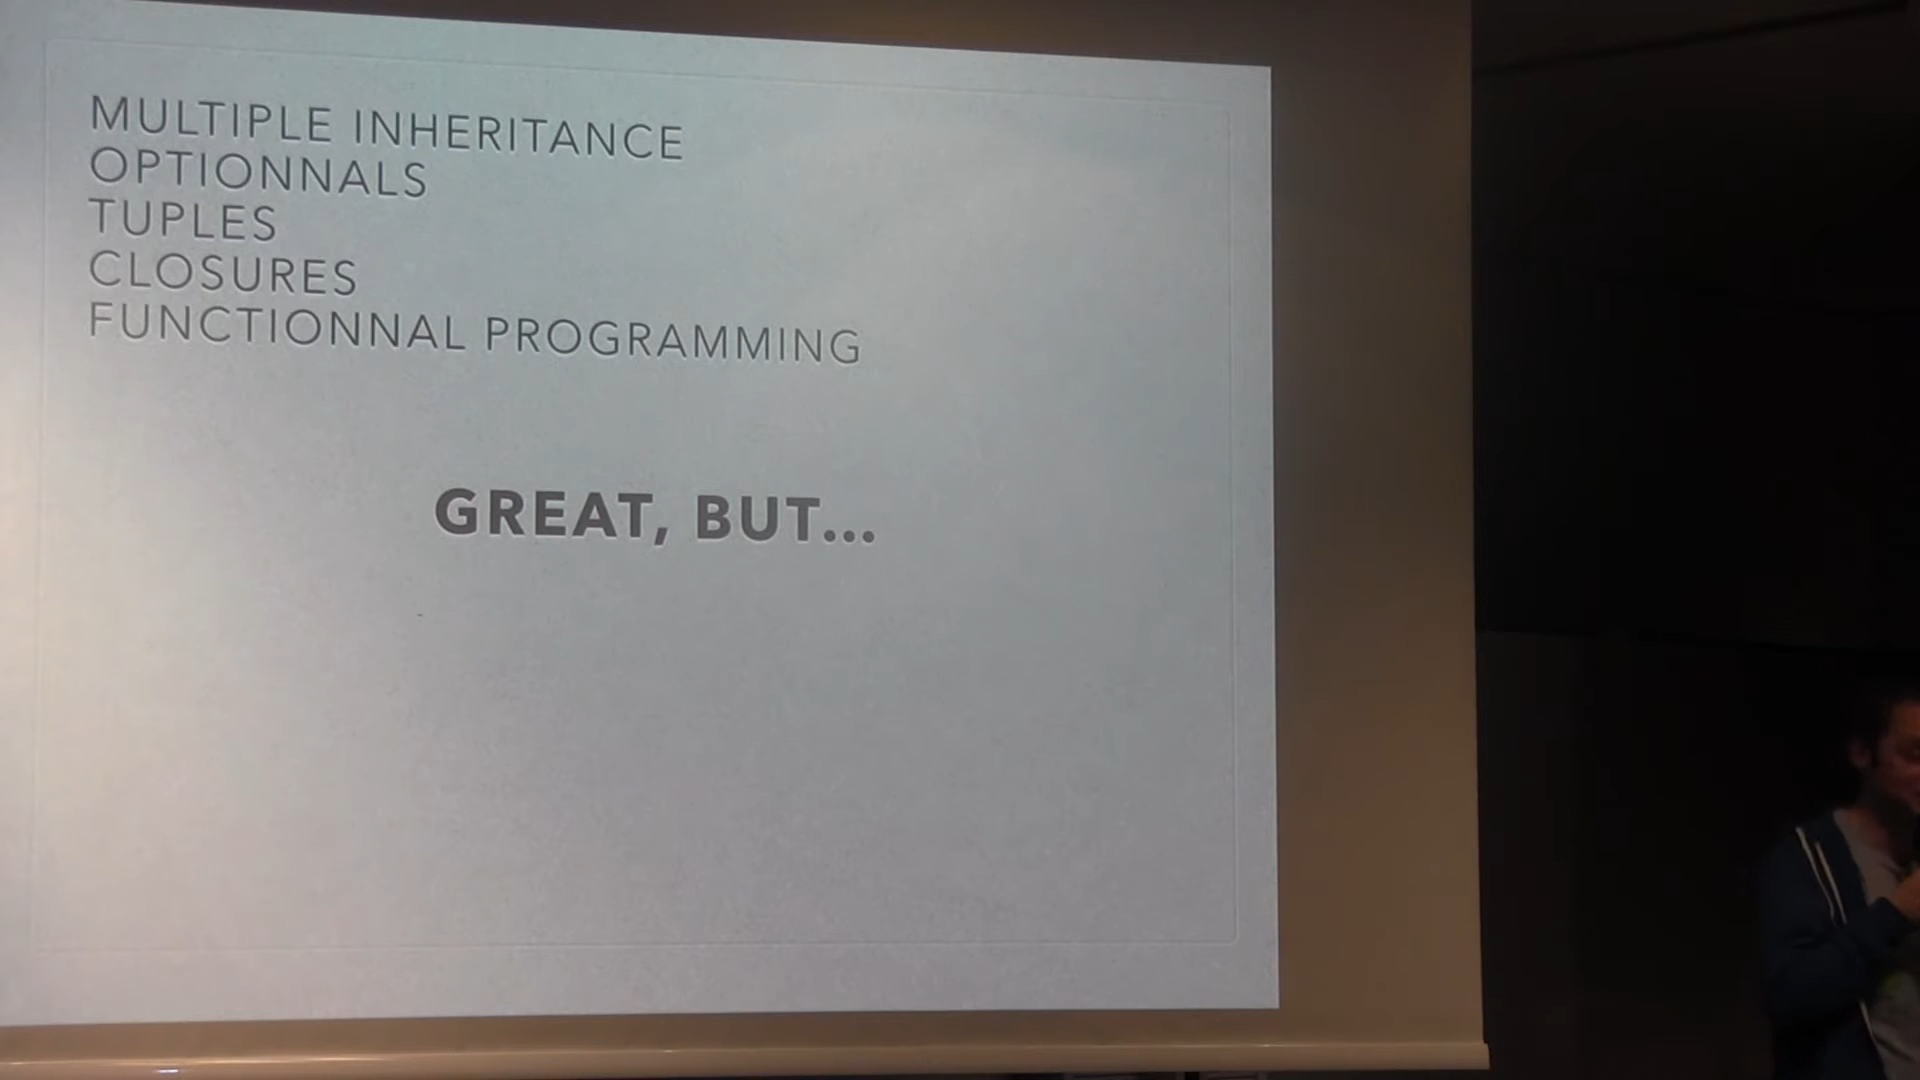 MULTIPLE INHERITANCE
OPTIONNALS
TUPLES
CLOSURES
FUNCTIONNAL PROGRAMMING
GREAT, BUT...